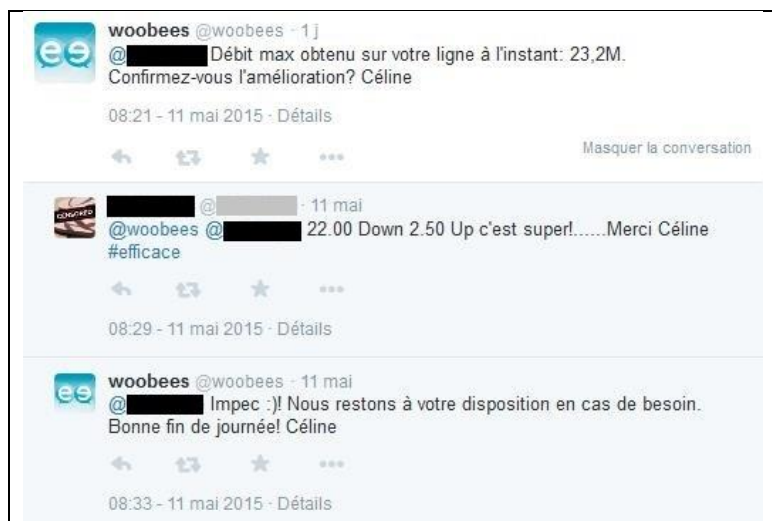 woobees @woobees · 1 j
@ Débit max obtenu sur votre ligne à l'instant: 23,2M.
Confirmez-vous l'amélioration? Céline
08:21 - 11 mai 2015 · Détails
Masquer la conversation
@ · 11 mai
CENSORED
@woobees @ 22.00 Down 2.50 Up c'est super!......Merci Céline
#efficace
08:29 - 11 mai 2015 · Détails
woobees @woobees · 11 mai
@ Impec :)! Nous restons à votre disposition en cas de besoin.
Bonne fin de journée! Céline
08:33 - 11 mai 2015 · Détails